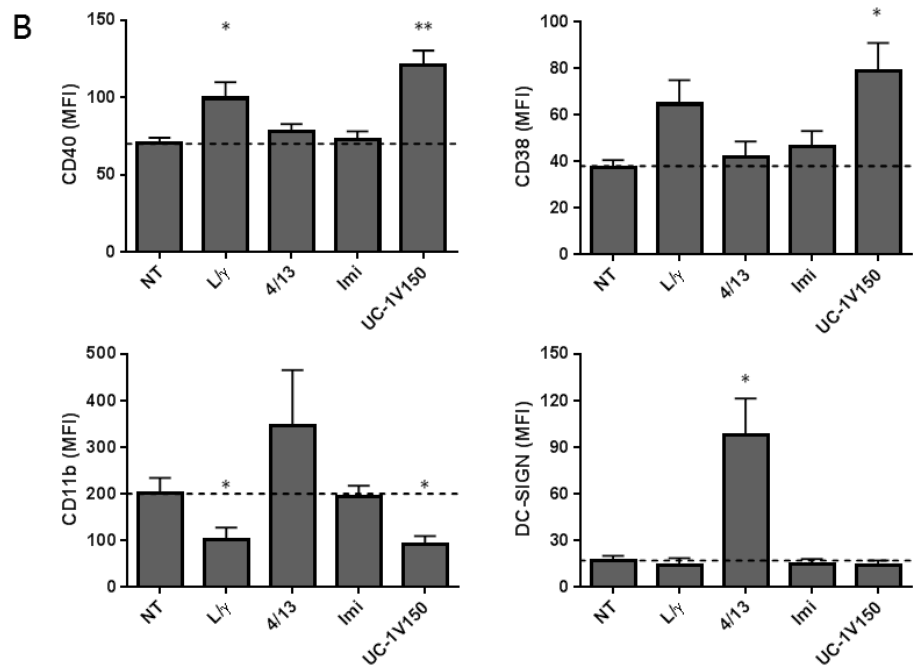 B
CD40 (MFI)
150
100
50
0
*
**
NT
L/γ
4/13
Imi
UC-1V150
CD38 (MFI)
100
80
60
40
20
0
*
NT
L/γ
4/13
Imi
UC-1V150
CD11b (MFI)
500
400
300
200
100
0
*
*
NT
L/γ
4/13
Imi
UC-1V150
DC-SIGN (MFI)
150
120
90
60
30
0
*
NT
L/γ
4/13
Imi
UC-1V150